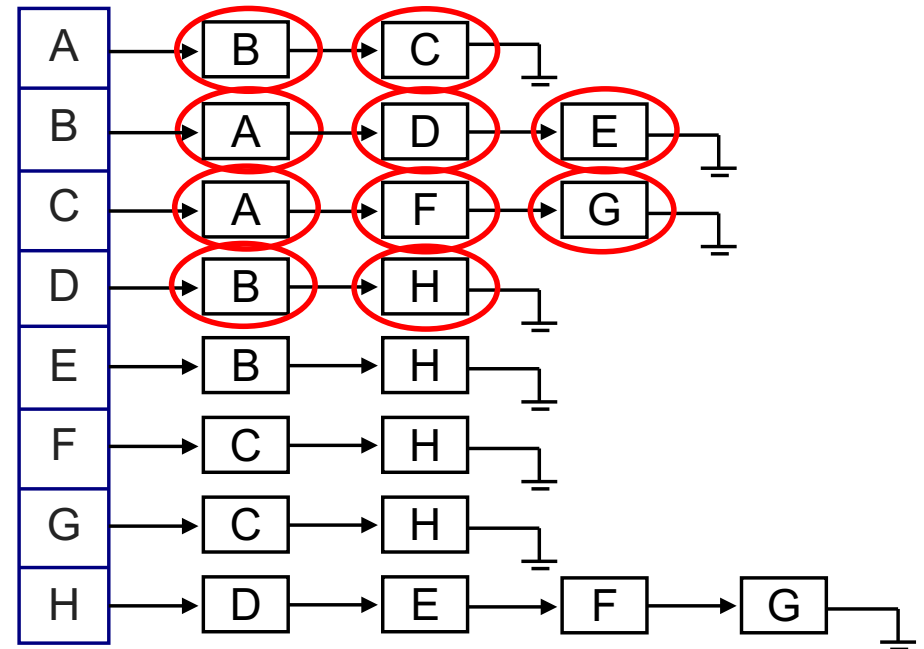 A B C
B A D E
C A F G
D B H
E B H
F C H
G C H
H D E F G